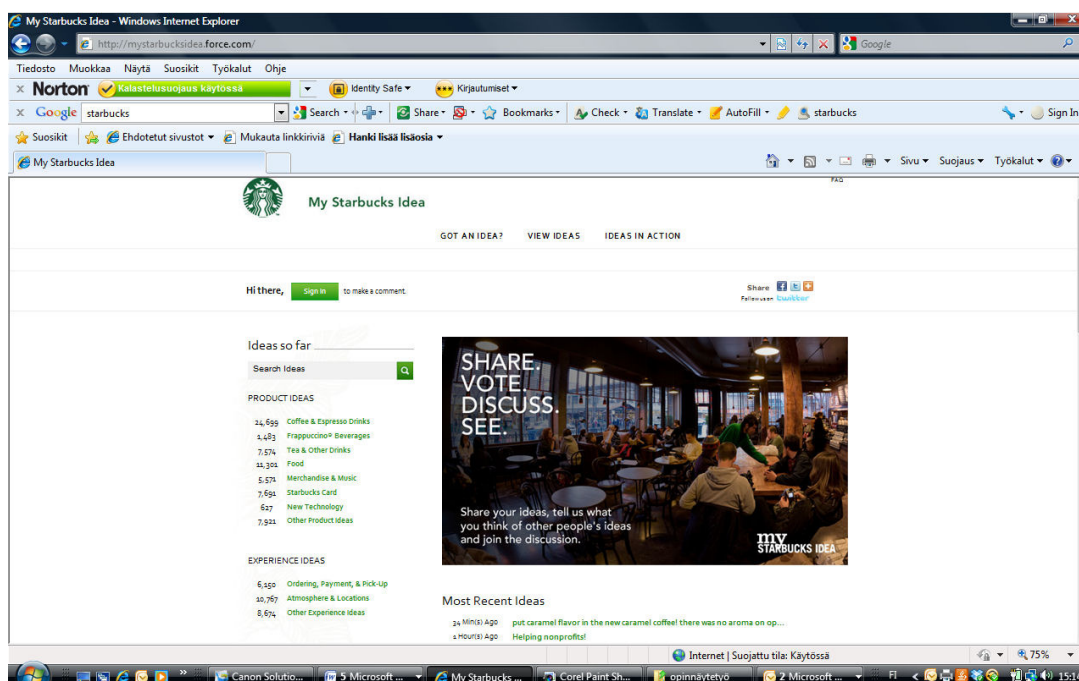 My Starbucks Idea - Windows Internet Explorer
http://mystarbucksidea.force.com/
Google
Tiedosto Muokkaa Näytä Suosikit Työkalut Ohje
x Norton Kalastelusuojaus käytössä Identity Safe Kirjautumiset
x Google starbucks Search Share Bookmarks Check Translate AutoFill starbucks Sign In
Suosikit Ehdotetut sivustot Mukauta linkkiriviä Hanki lisää lisäosia
My Starbucks Idea Sivu Suojaus Työkalut
FAQ
My Starbucks Idea
GOT AN IDEA? VIEW IDEAS IDEAS IN ACTION
Hi there, Sign In to make a comment.
Share
Follow us on twitter
Ideas so far
Search Ideas
PRODUCT IDEAS
24,699 Coffee & Espresso Drinks
2,483 Frappuccino® Beverages
7,574 Tea & Other Drinks
11,301 Food
5,571 Merchandise & Music
7,691 Starbucks Card
627 New Technology
7,921 Other Product Ideas
EXPERIENCE IDEAS
6,150 Ordering, Payment, & Pick-Up
10,767 Atmosphere & Locations
8,674 Other Experience Ideas
SHARE.
VOTE.
DISCUSS.
SEE.
Share your ideas, tell us what
you think of other people's ideas
and join the discussion.
my
STARBUCKS IDEA
Most Recent Ideas
34 Min(s) Ago put caramel flavor in the new caramel coffee! there was no aroma on op...
1 Hour(s) Ago Helping nonprofits!
Internet | Suojattu tila: Käytössä 75%
Canon Solutio... 5 Microsoft ... My Starbucks ... Corel Paint Sh... opinnäytetyö 2 Microsoft ... FI